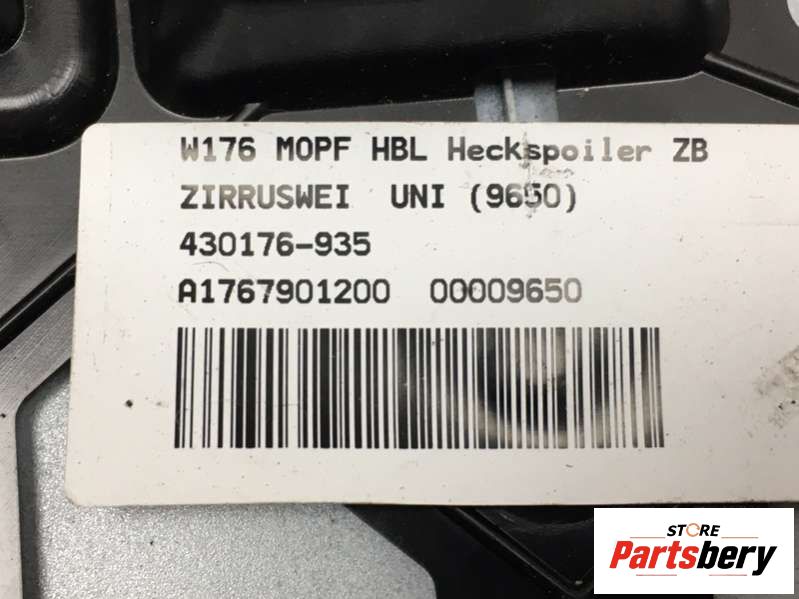 W176 MOPF HBL Heckspoiler ZB
ZIRRUSWEI UNI (9650)
430176-935
A1767901200 00009650
STORE
Partsbery